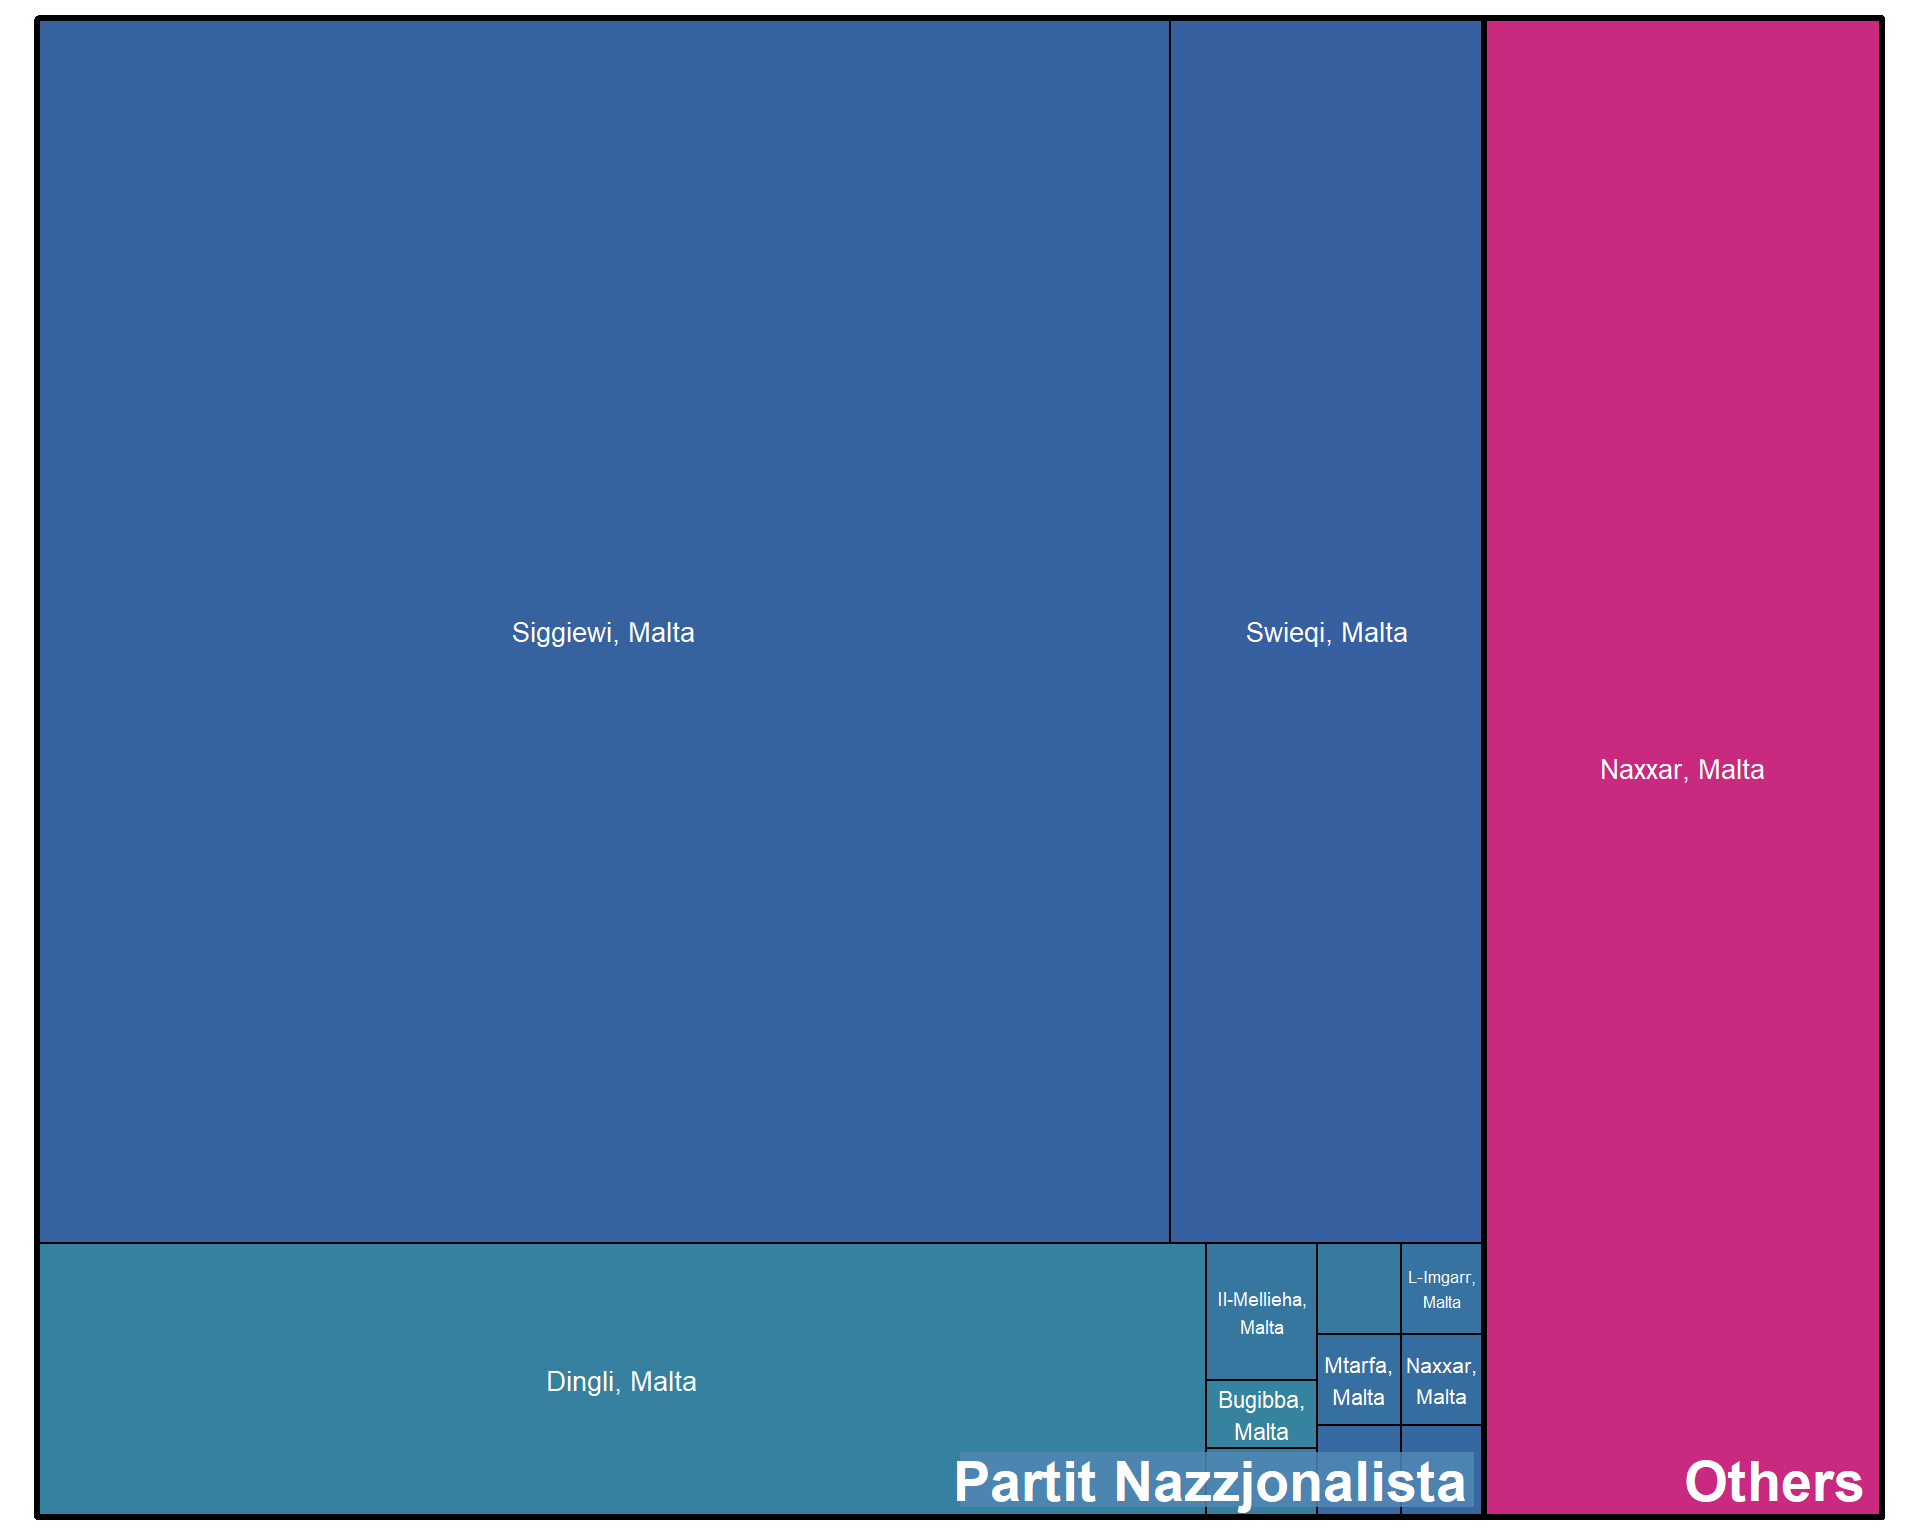 Siggiewi, Malta
Swieqi, Malta
Naxxar, Malta
Dingli, Malta
Il-Mellieha,
Malta
Bugibba,
Malta
L-Imgarr,
Malta
Mtarfa,
Malta
Naxxar,
Malta
Partit Nazzjonalista
Others